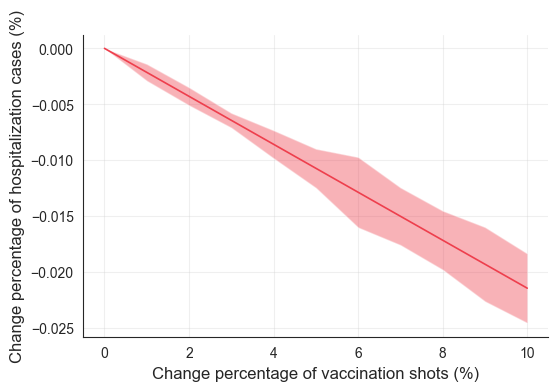 Change percentage of hospitalization cases (%)
0.000
−0.005
−0.010
−0.015
−0.020
−0.025
0 2 4 6 8 10
Change percentage of vaccination shots (%)